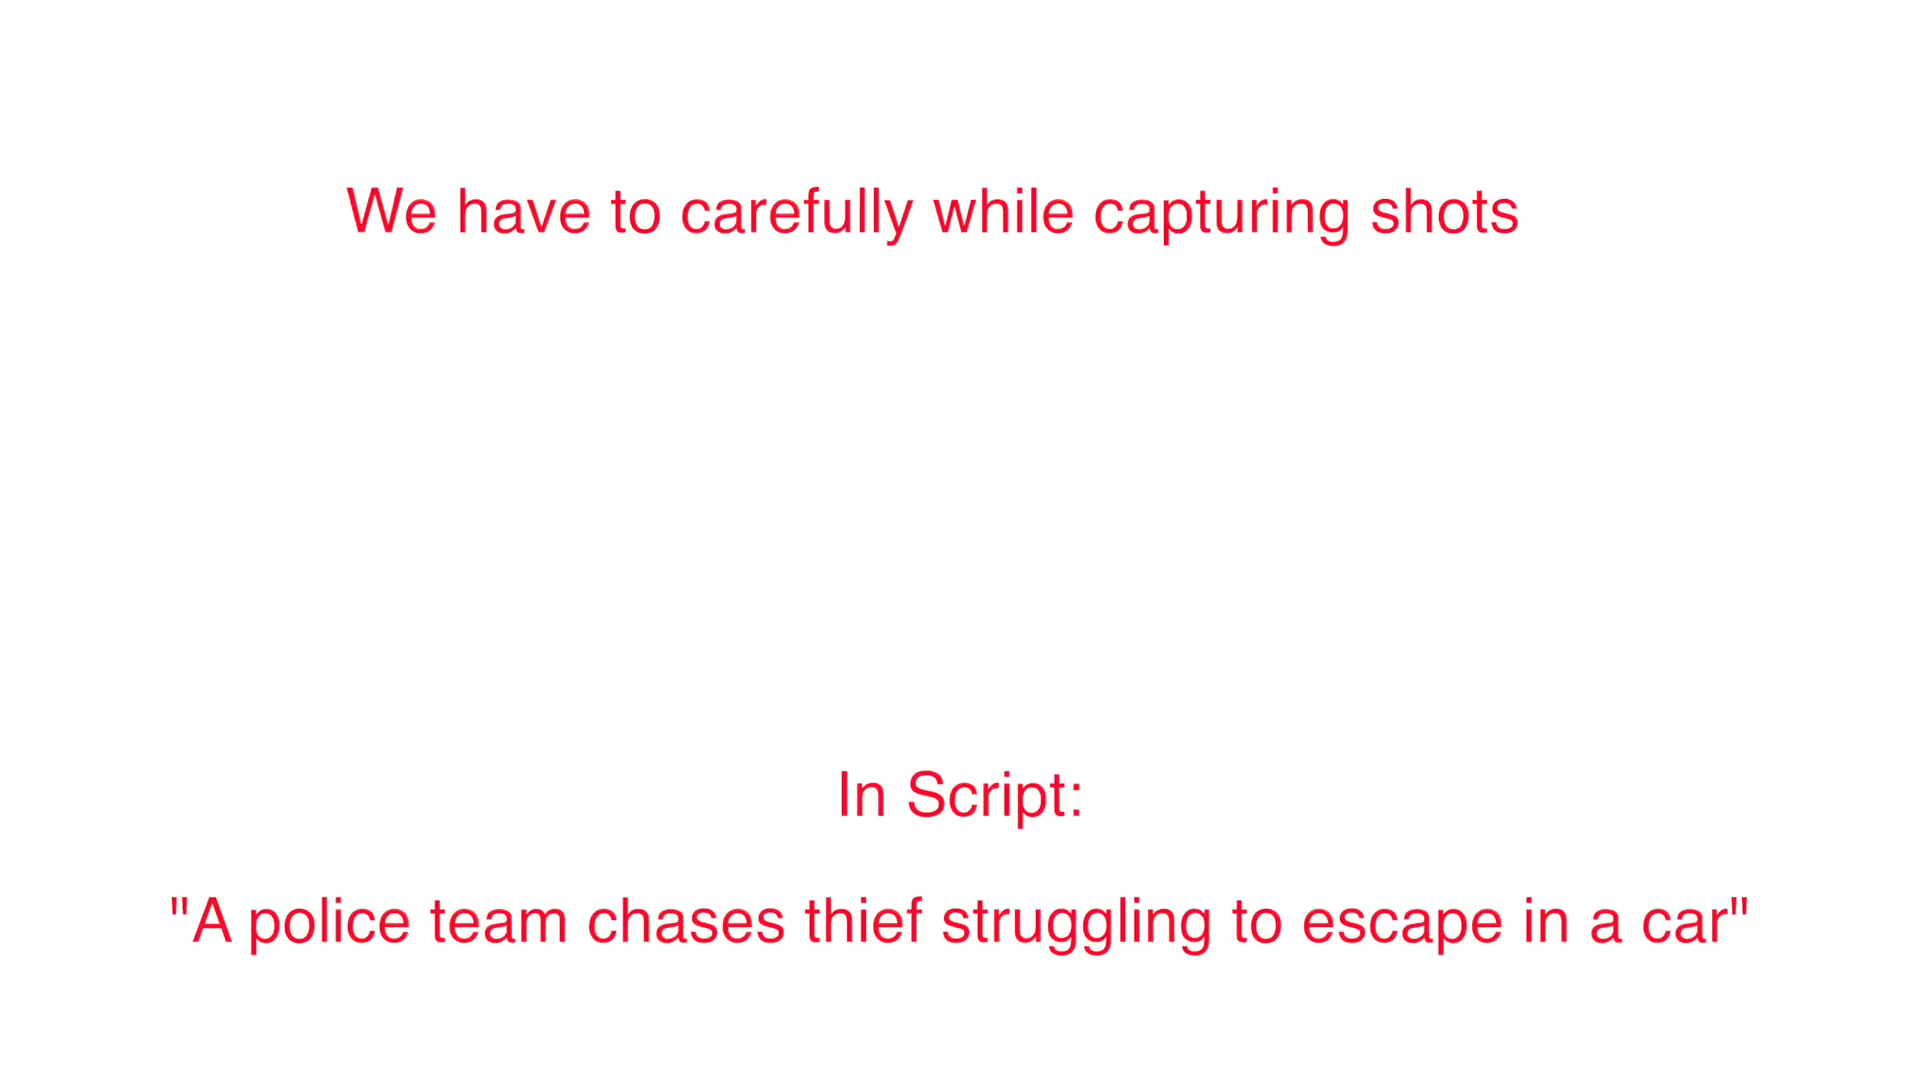 We have to carefully while capturing shots
In Script:
"A police team chases thief struggling to escape in a car"